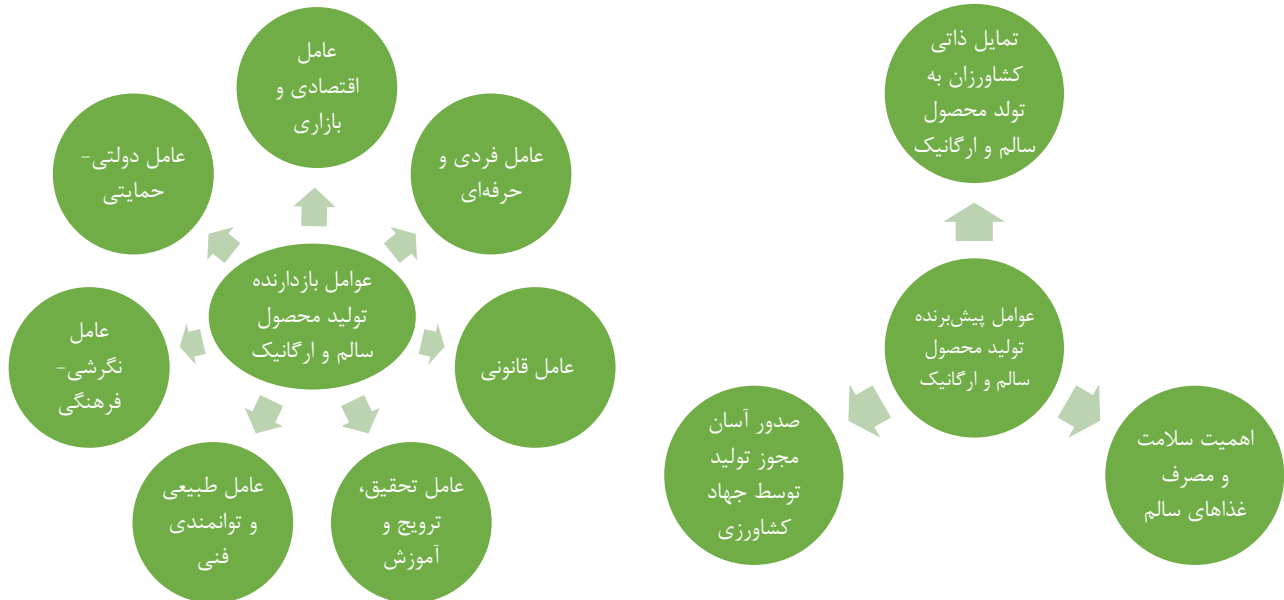 تمایل ذاتی
کشاورزان به
تولد محصول
سالم و ارگانیک
عوامل پیش‌برنده
تولید محصول
سالم و ارگانیک
اهمیت سلامت
و مصرف
غذاهای سالم
صدور آسان
مجوز تولید
توسط جهاد
کشاورزی
عوامل بازدارنده
تولید محصول
سالم و ارگانیک
عامل
اقتصادی و
بازاری
عامل فردی و
حرفه‌ای
عامل قانونی
عامل تحقیق،
ترویج و
آموزش
عامل طبیعی
و توانمندی
فنی
عامل
نگرشی-
فرهنگی
عامل دولتی-
حمایتی